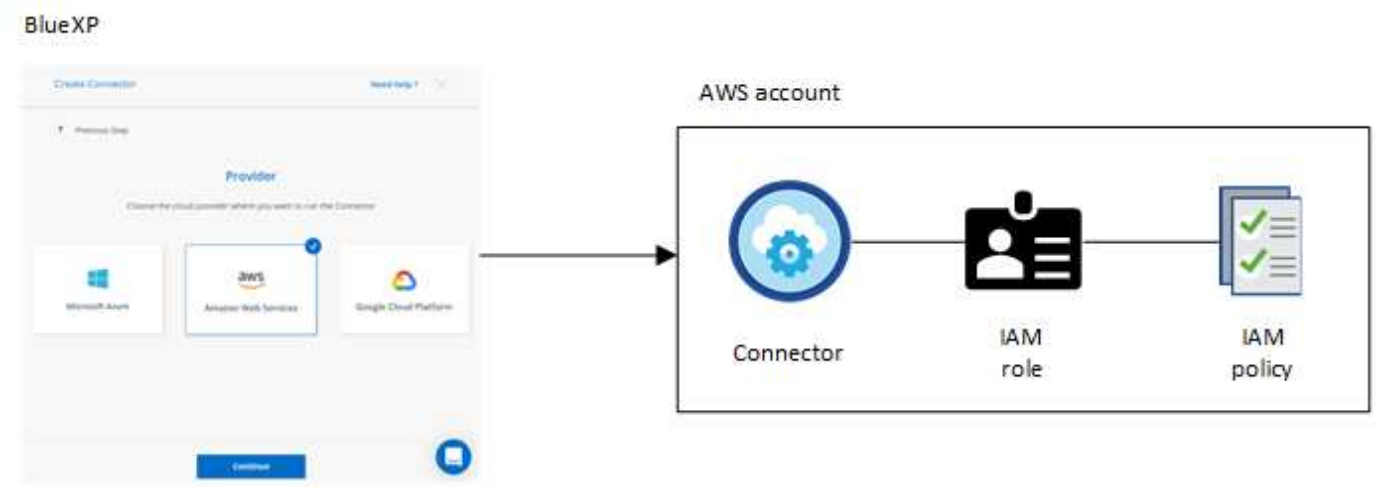 BlueXP
Create Connector
Need help?
Previous Step
Provider
Choose the cloud provider where you want to run the Connector
aws
Microsoft Azure
Amazon Web Services
Google Cloud Platform
Continue
AWS account
Connector
IAM
role
IAM
policy